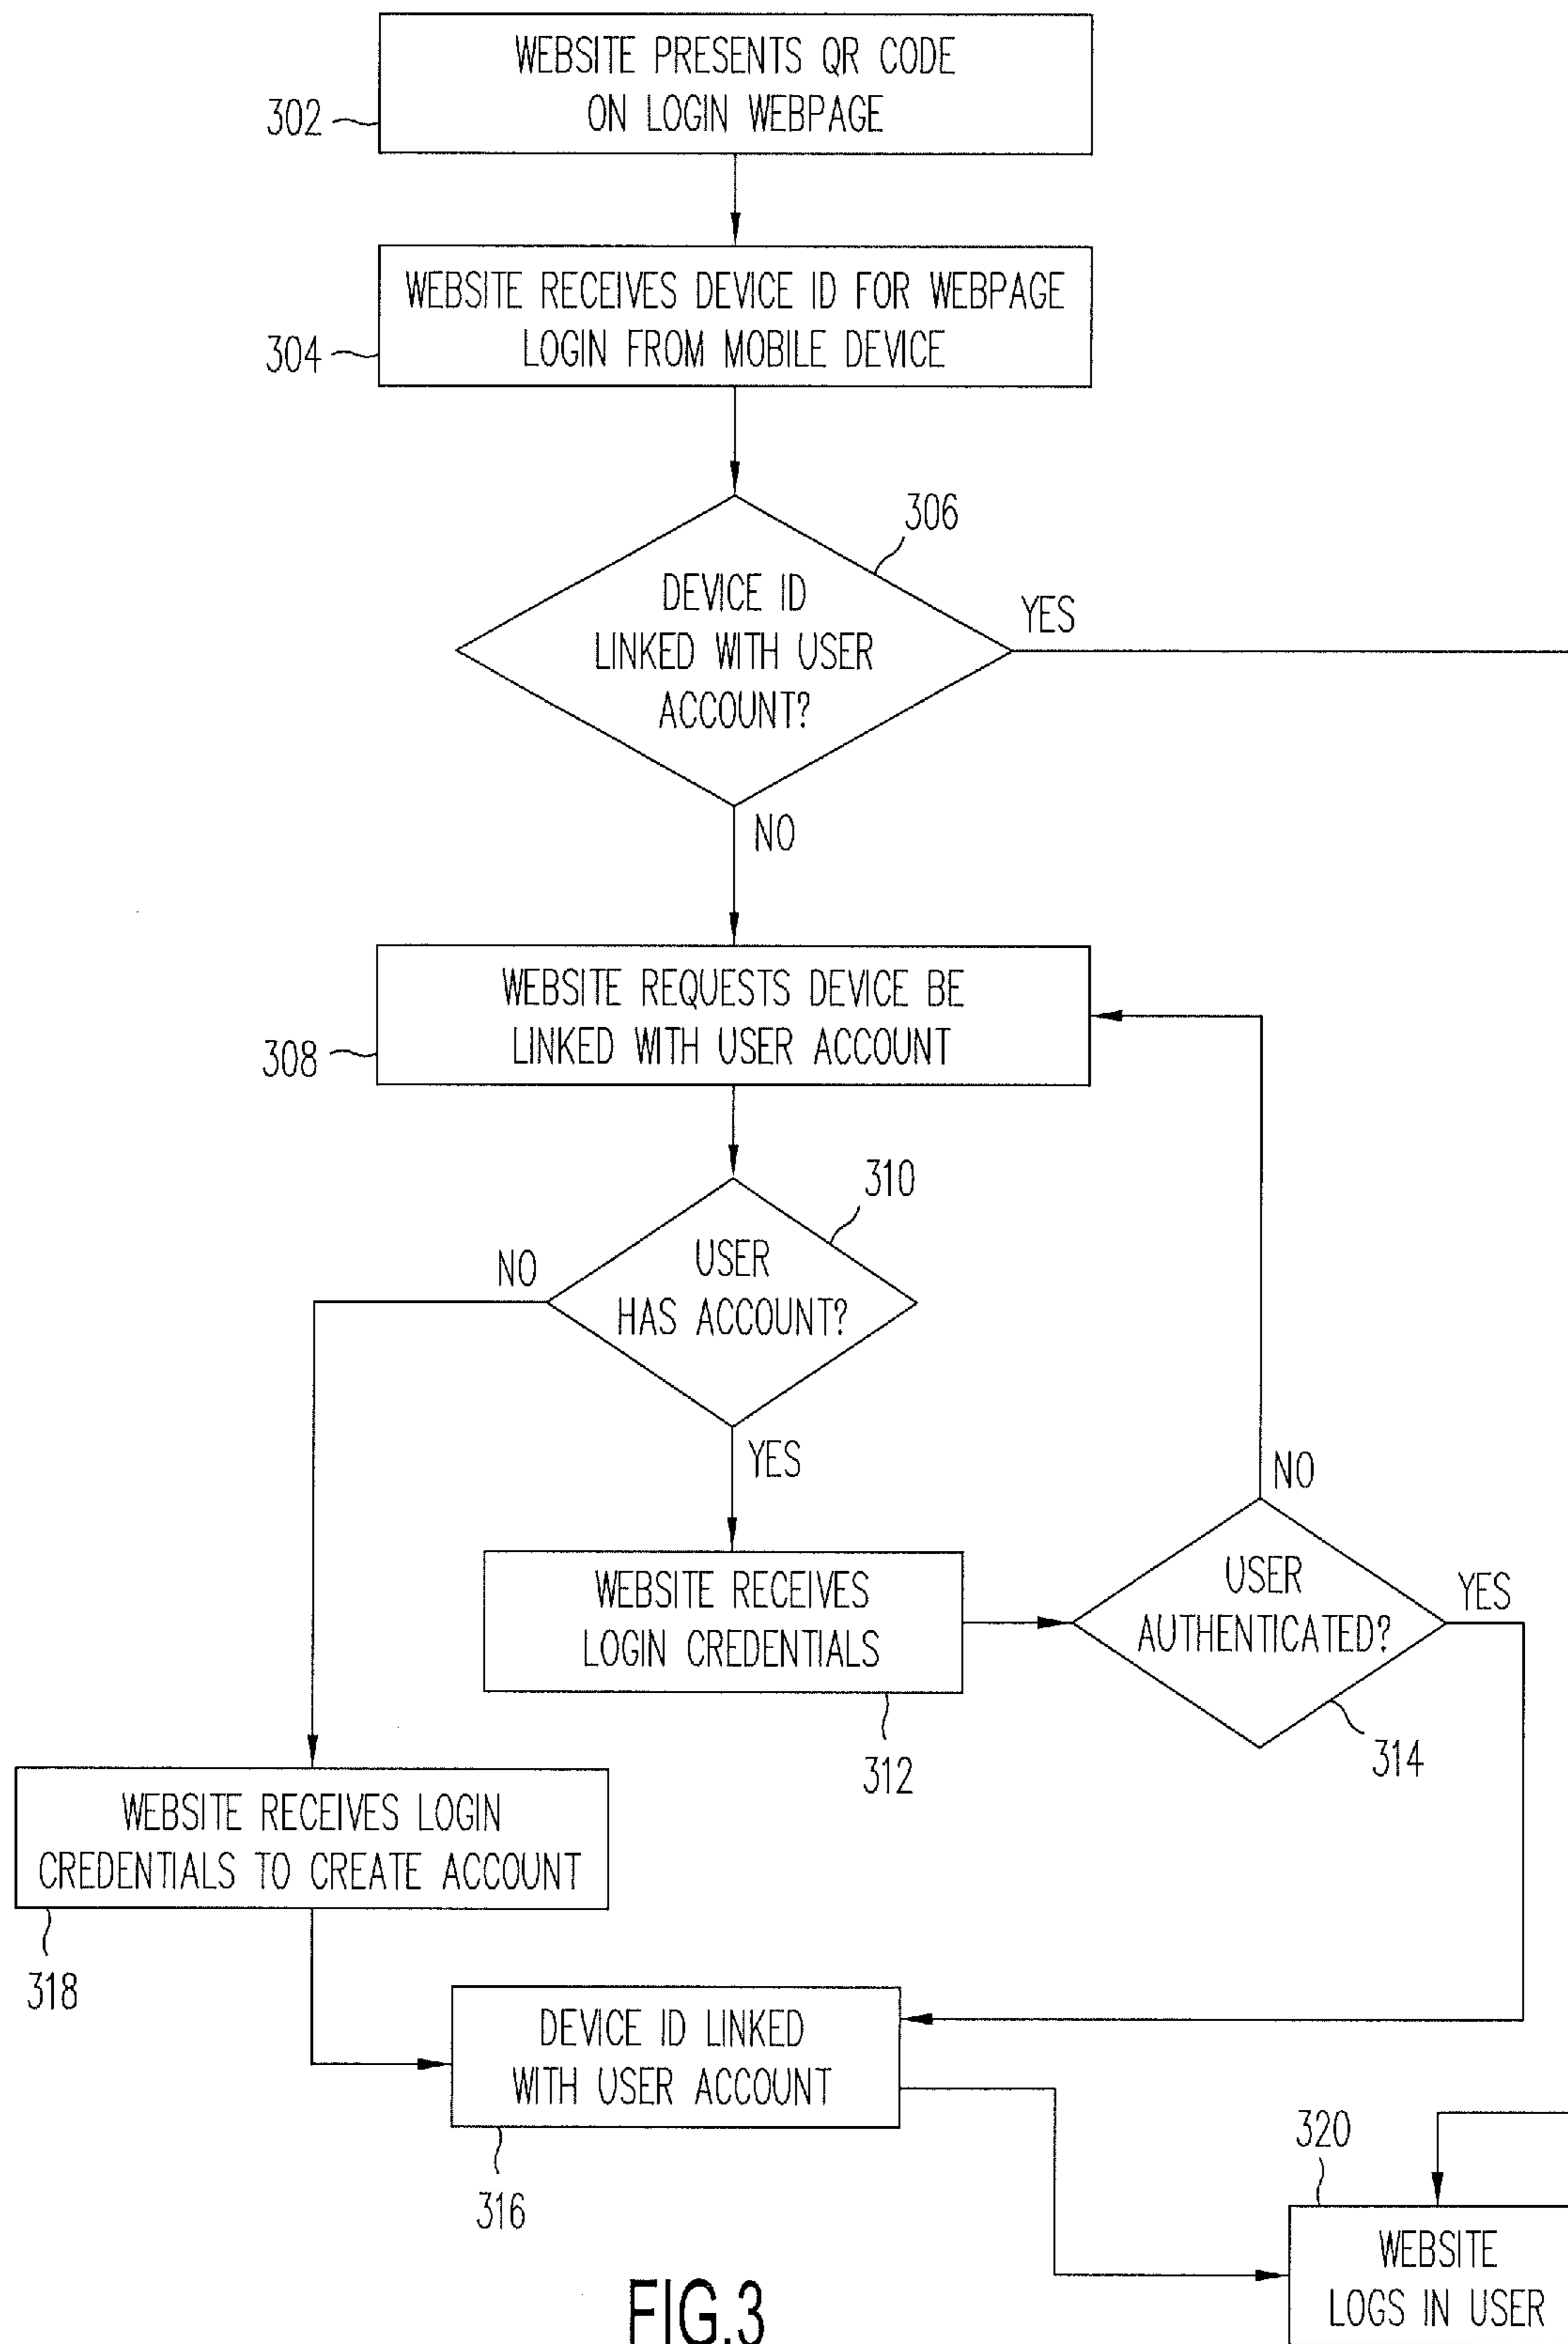 WEBSITE PRESENTS QR CODE
ON LOGIN WEBPAGE
302
WEBSITE RECEIVES DEVICE ID FOR WEBPAGE
LOGIN FROM MOBILE DEVICE
304
306
DEVICE ID
LINKED WITH USER
ACCOUNT?
YES
NO
WEBSITE REQUESTS DEVICE BE
LINKED WITH USER ACCOUNT
308
310
USER
HAS ACCOUNT?
NO
YES
NO
WEBSITE RECEIVES
LOGIN CREDENTIALS
312
USER
AUTHENTICATED?
YES
314
WEBSITE RECEIVES LOGIN
CREDENTIALS TO CREATE ACCOUNT
318
DEVICE ID LINKED
WITH USER ACCOUNT
316
320
WEBSITE
LOGS IN USER
FIG.3